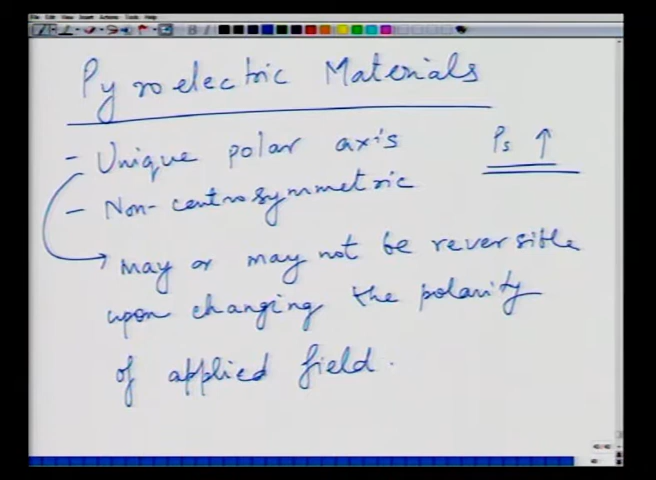 Pyroelectric Materials
- Unique polar axis Ps ↑
- Non-centrosymmetric
may or may not be reversible
upon changing the polarity
of applied field.